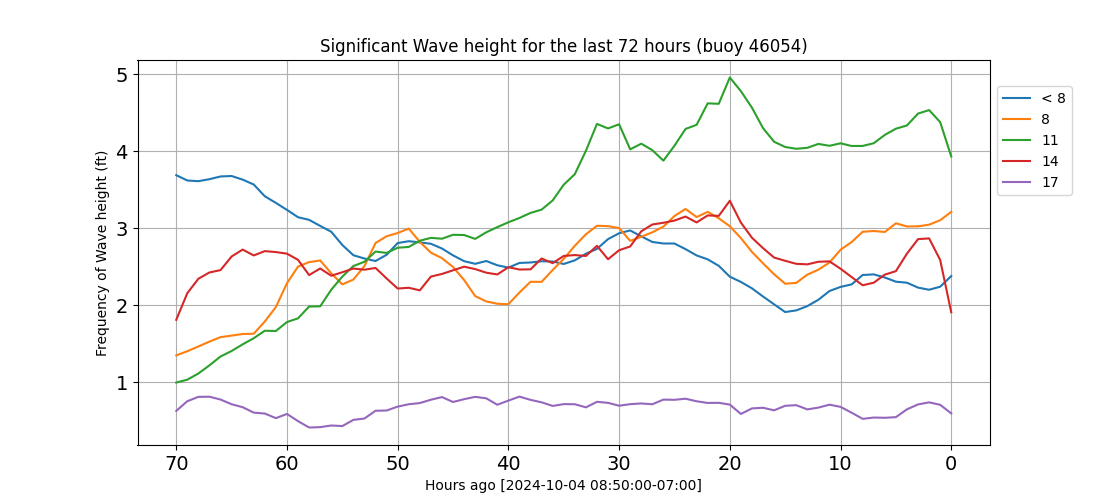 Significant Wave height for the last 72 hours (buoy 46054)
Frequency of Wave height (ft)
5
4
3
2
1
70 60 50 40 30 20 10 0
Hours ago [2024-10-04 08:50:00-07:00]
< 8
8
11
14
17